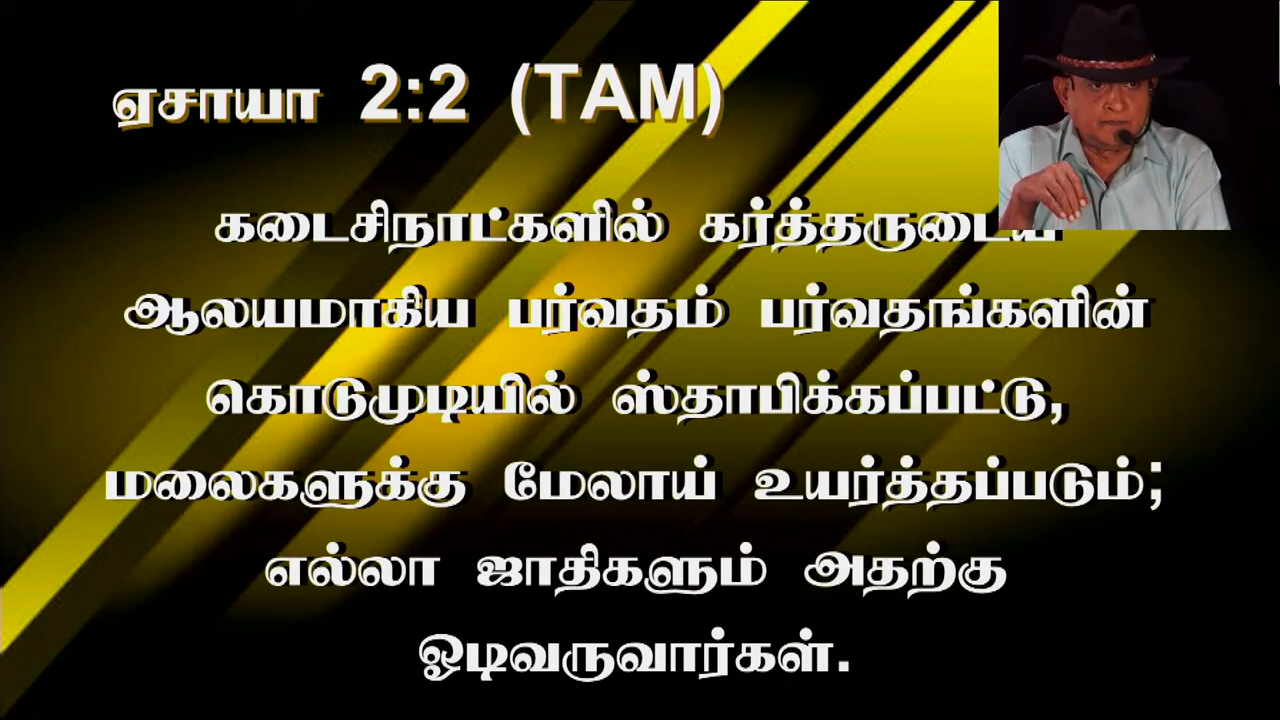 ஏசாயா 2:2 (TAM)
கடைசிநாட்களில் கர்த்தருடைய
ஆலயமாகிய பர்வதம் பர்வதங்களின்
கொடுமுடியில் ஸ்தாபிக்கப்பட்டு,
மலைகளுக்கு மேலாய் உயர்த்தப்படும்;
எல்லா ஜாதிகளும் அதற்கு
ஓடிவருவார்கள்.